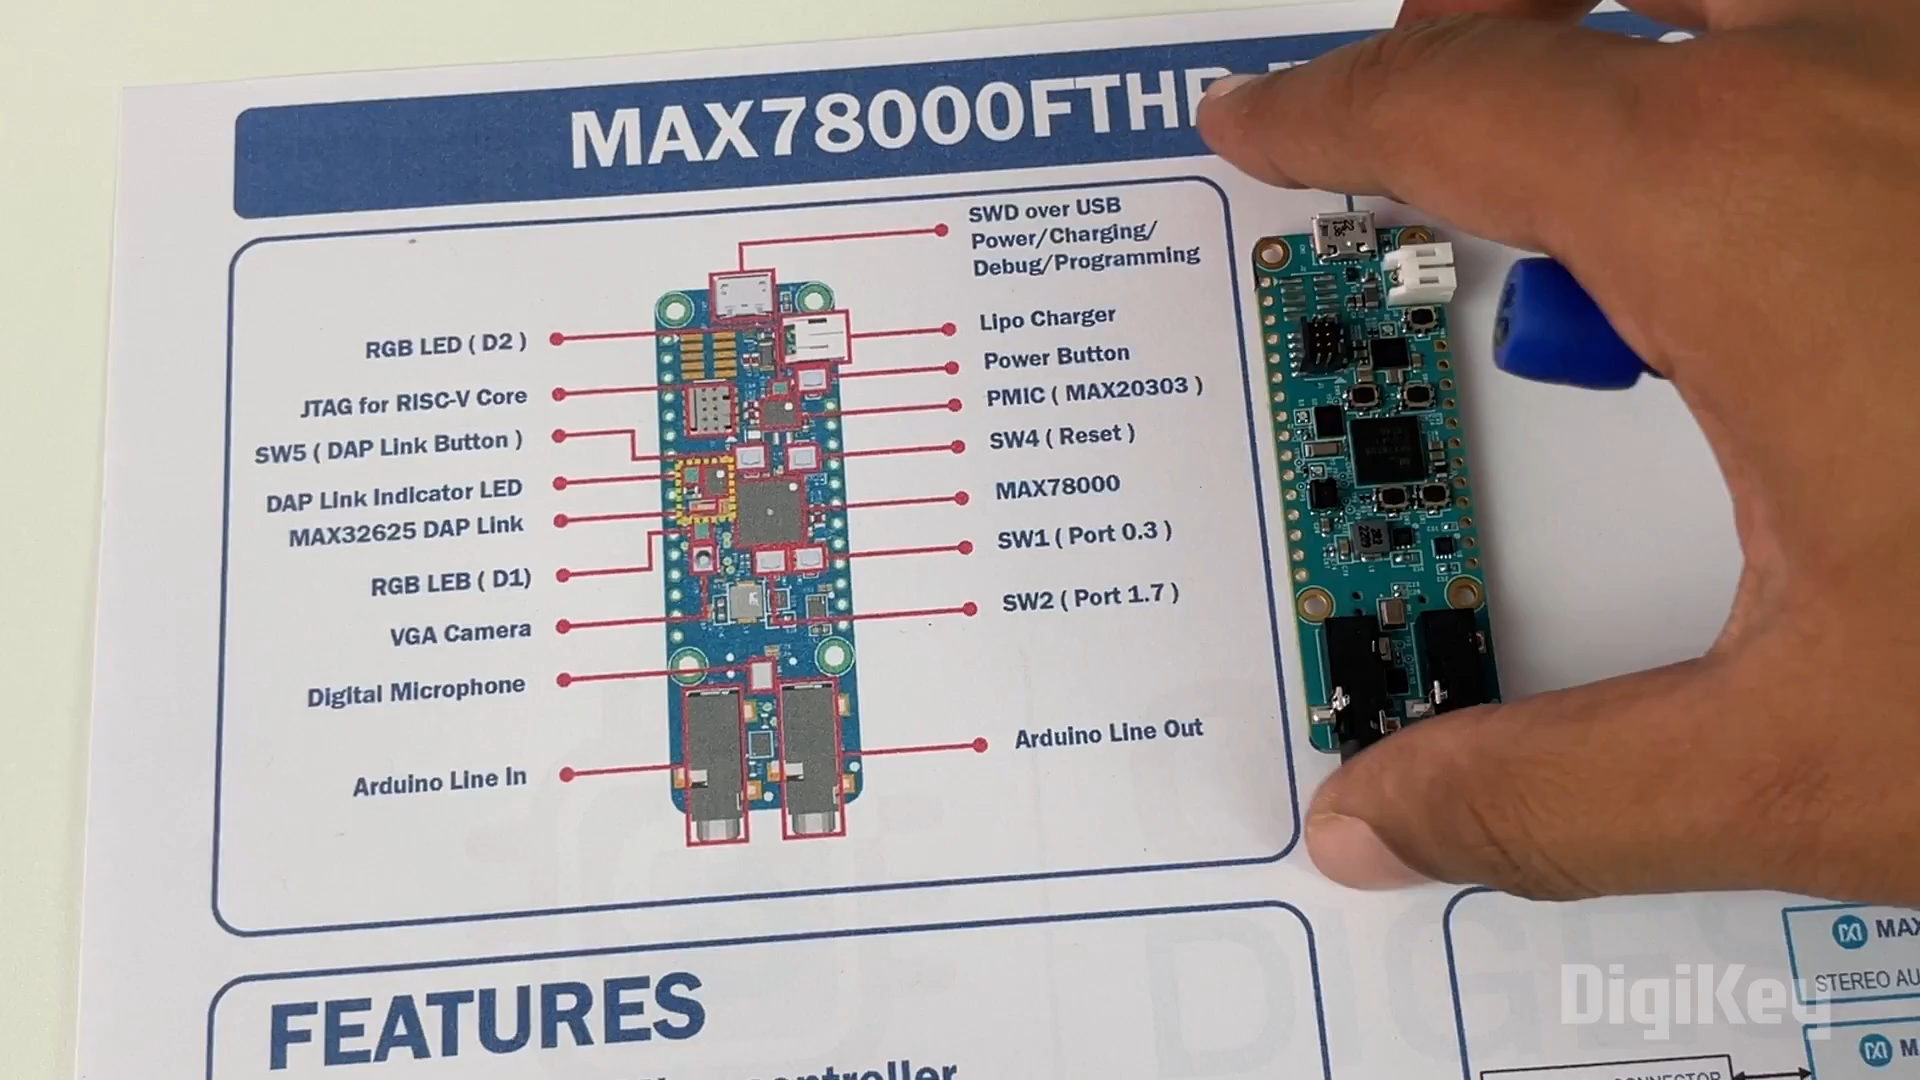 MAX78000FTHR
SWD over USB
Power/Charging/
Debug/Programming
Lipo Charger
Power Button
PMIC ( MAX20303 )
SW4 ( Reset )
MAX78000
SW1 ( Port 0.3 )
SW2 ( Port 1.7 )
Arduino Line Out
RGB LED ( D2 )
JTAG for RISC-V Core
SW5 ( DAP Link Button )
DAP Link Indicator LED
MAX32625 DAP Link
RGB LEB ( D1)
VGA Camera
Digital Microphone
Arduino Line In
FEATURES
MAX
STEREO AU
DigiKey